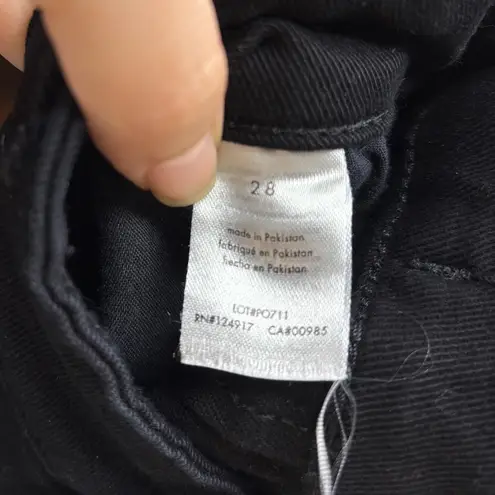 28
made in Pakistan
fabriqué en Pakistan
hecho en Pakistan
LOT#PO711
RN#124917 CA#00985